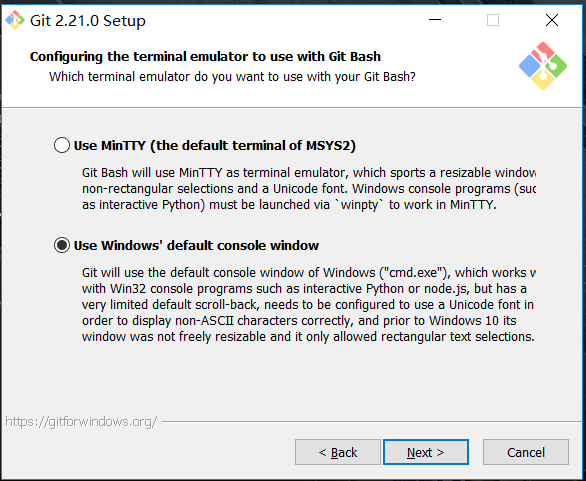 Git 2.21.0 Setup
Configuring the terminal emulator to use with Git Bash
Which terminal emulator do you want to use with your Git Bash?
Use MinTTY (the default terminal of MSYS2)
Git Bash will use MinTTY as terminal emulator, which sports a resizable window
non-rectangular selections and a Unicode font. Windows console programs (suc
as interactive Python) must be launched via `winpty` to work in MinTTY.
Use Windows' default console window
Git will use the default console window of Windows ("cmd.exe"), which works
with Win32 console programs such as interactive Python or node.js, but has a
very limited default scroll-back, needs to be configured to use a Unicode font in
order to display non-ASCII characters correctly, and prior to Windows 10 its
window was not freely resizable and it only allowed rectangular text selections.
https://gitforwindows.org/
< Back
Next >
Cancel